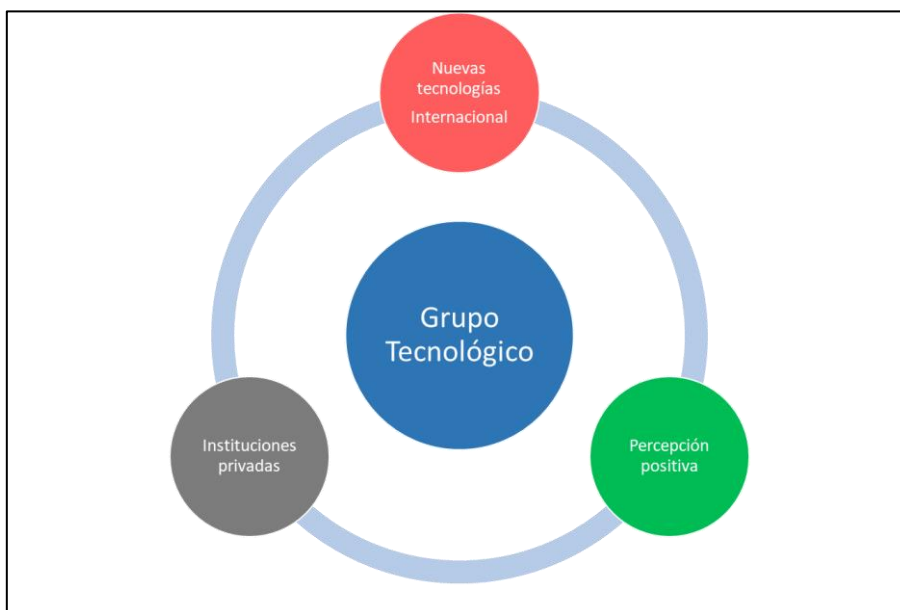 Nuevas
tecnologías
Internacional
Grupo
Tecnológico
Instituciones
privadas
Percepción
positiva